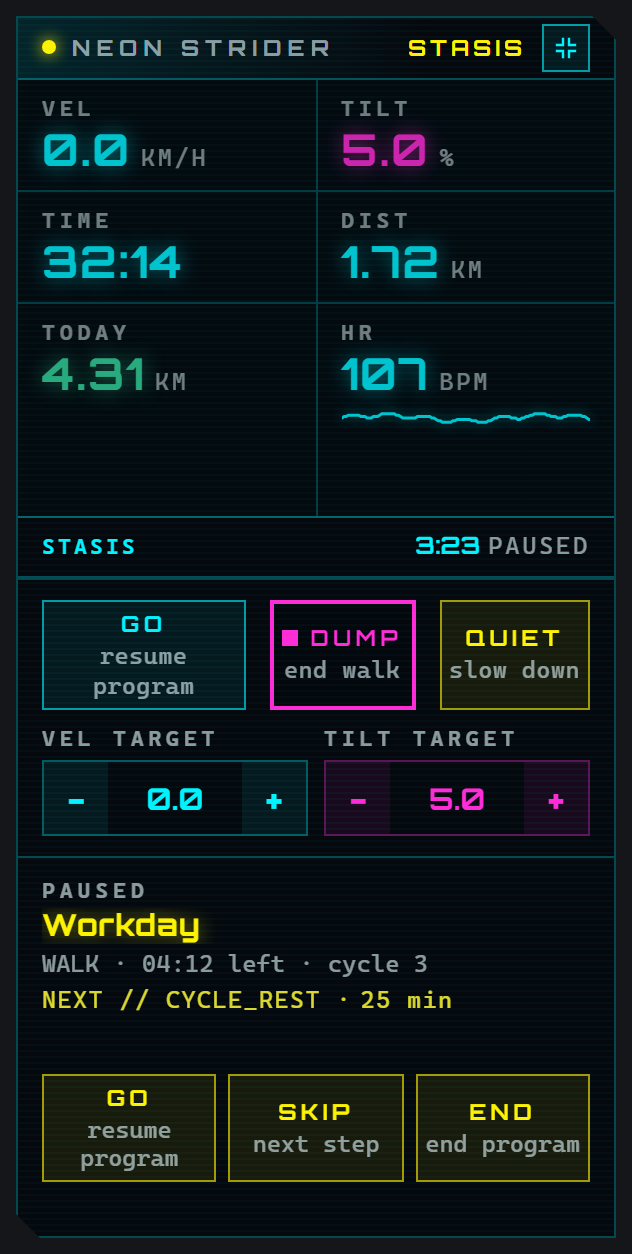 NEON STRIDER STASIS
VEL TILT
0.0 KM/H 5.0 %
TIME DIST
32:14 1.72 KM
TODAY HR
4.31 KM 107 BPM
STASIS 3:23 PAUSED
GO DUMP QUIET
resume program end walk slow down
VEL TARGET TILT TARGET
- 0.0 + - 5.0 +
PAUSED
Workday
WALK · 04:12 left · cycle 3
NEXT // CYCLE_REST · 25 min
GO SKIP END
resume program next step end program